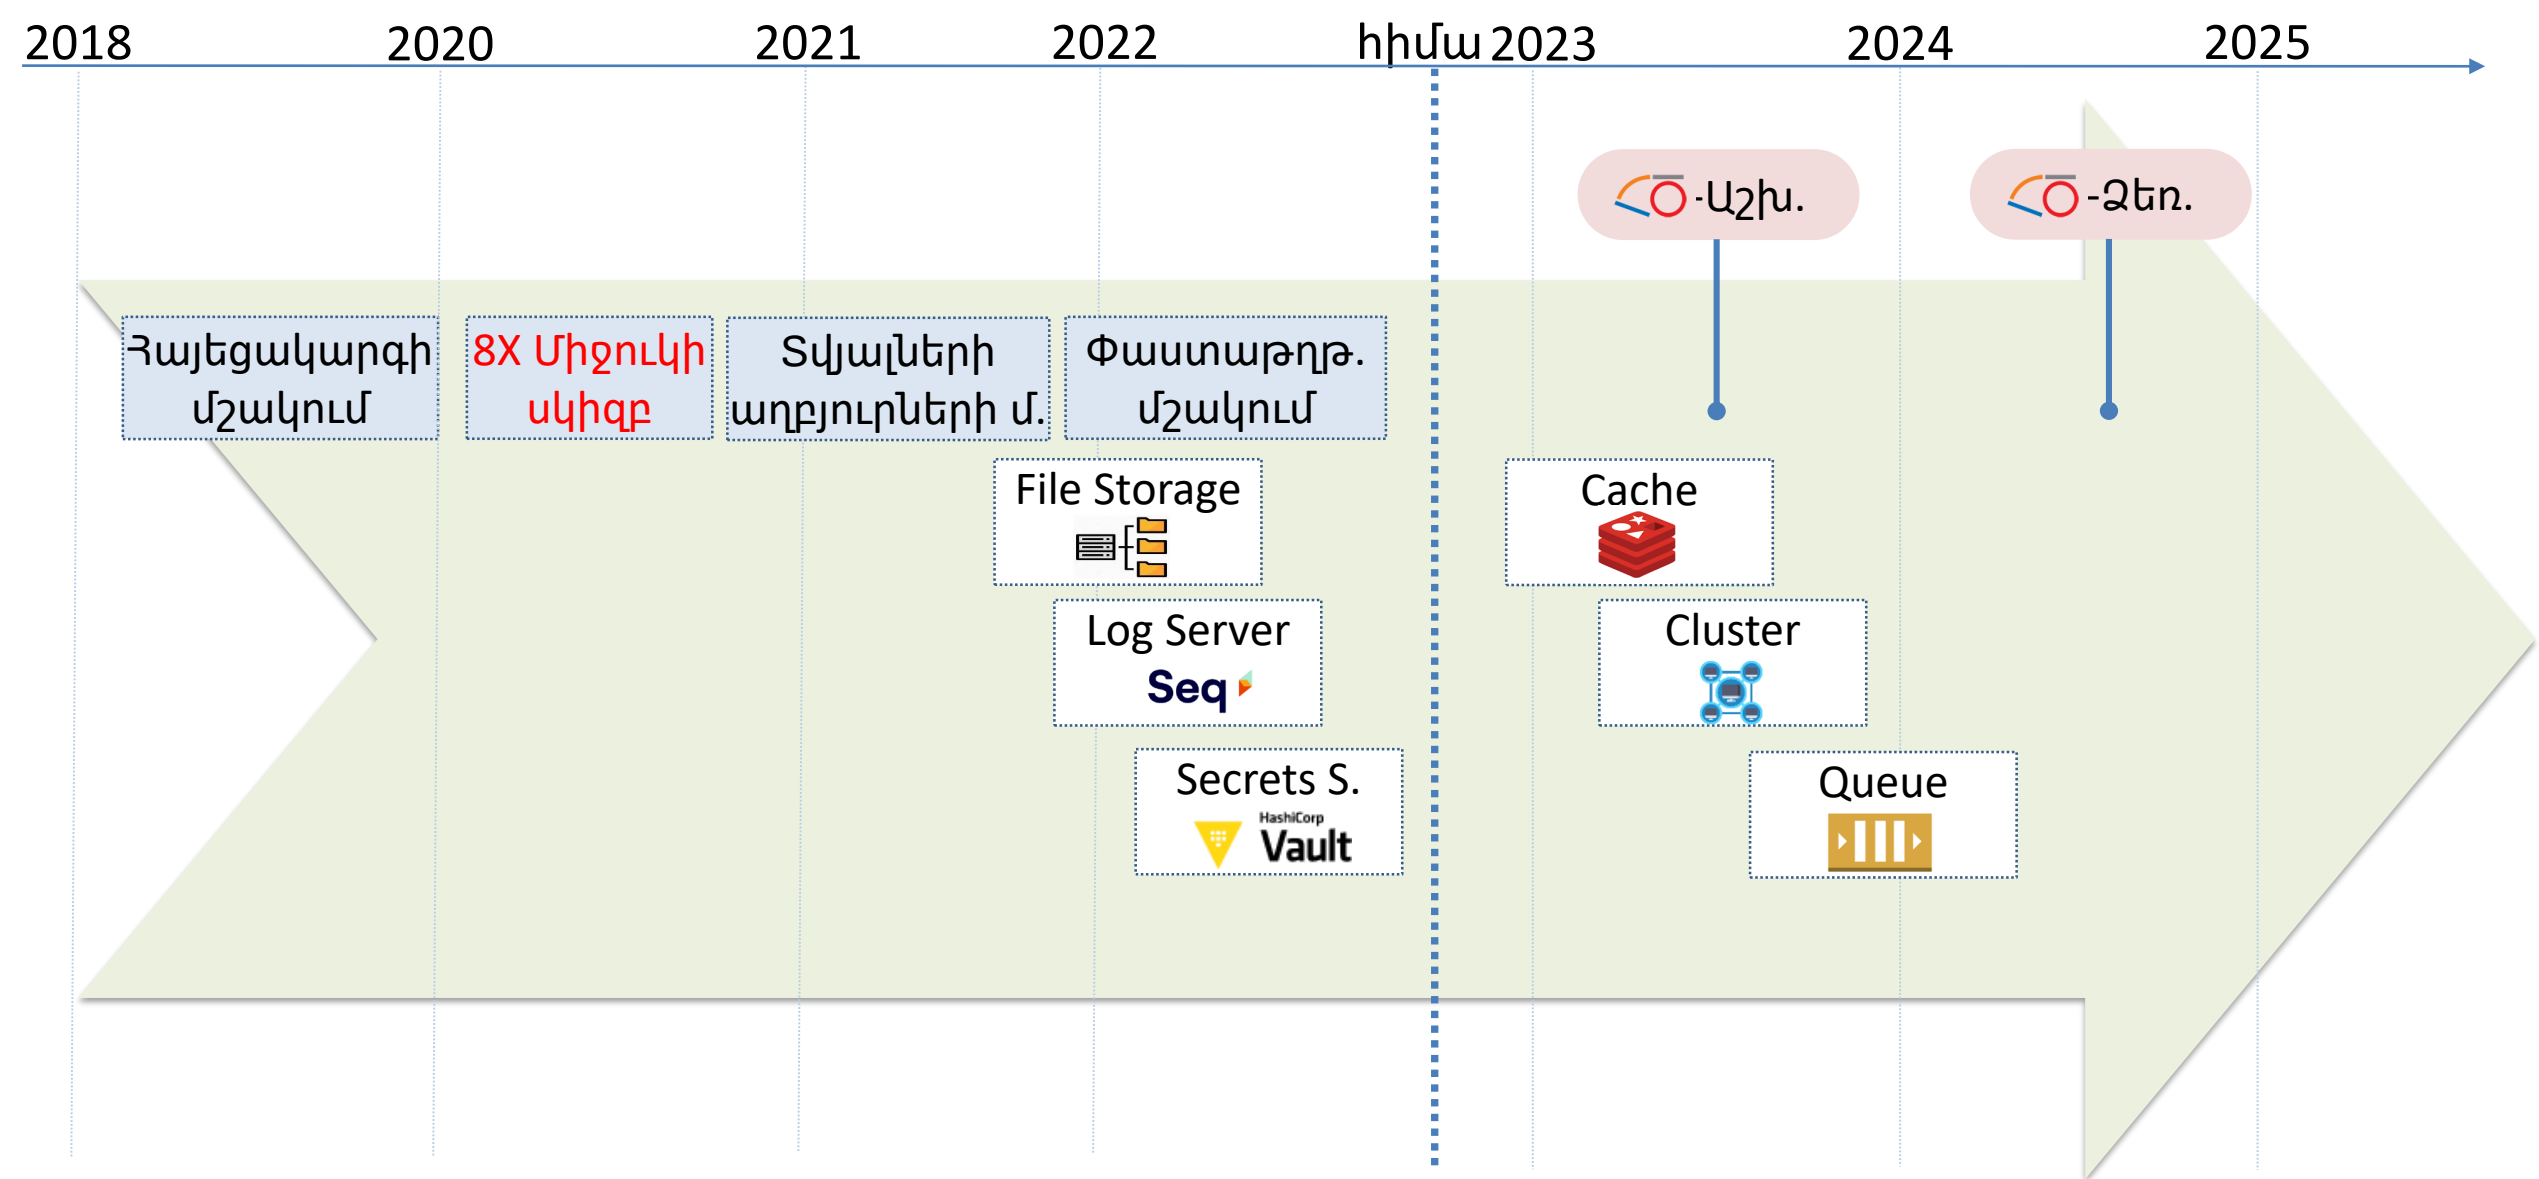 2018 2020 2021 2022 հիմա 2023 2024 2025
-Աշխ. -Ձեռ.
Հայեցակարգի
մշակում
8X Միջուկի
սկիզբ
Տվյալների
աղբյուրների մ.
Փաստաթղթ.
մշակում
File Storage
Cache
Log Server
Seq
Cluster
Secrets S.
HashiCorp
Vault
Queue